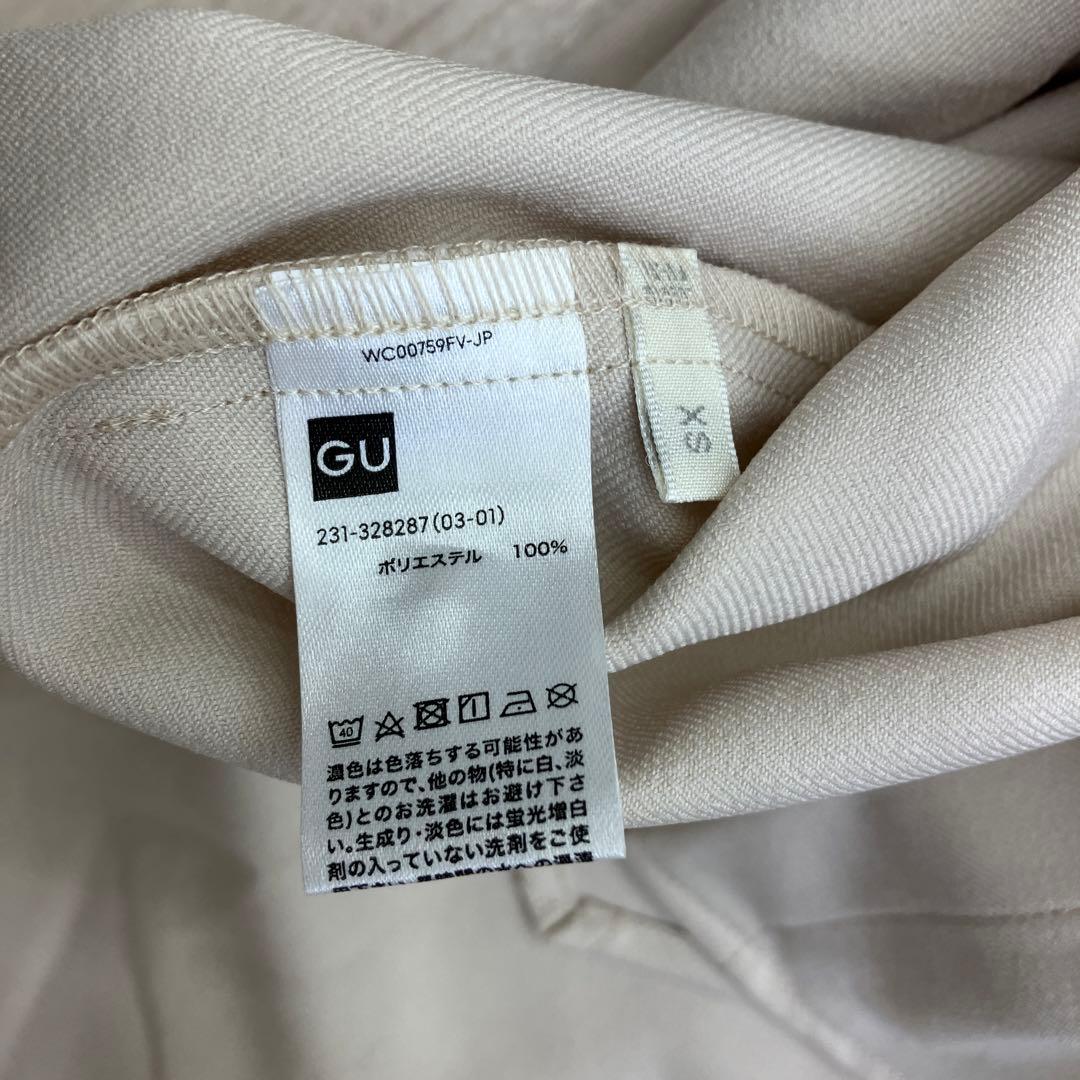 WC00759FV-JP
GU
231-328287(03-01)
ポリエステル 100%
40
濃色は色落ちする可能性があ
りますので、他の物(特に白、淡
色)とのお洗濯はお避け下さ
い。生成り・淡色には蛍光増白
剤の入っていない洗剤をご使
XS